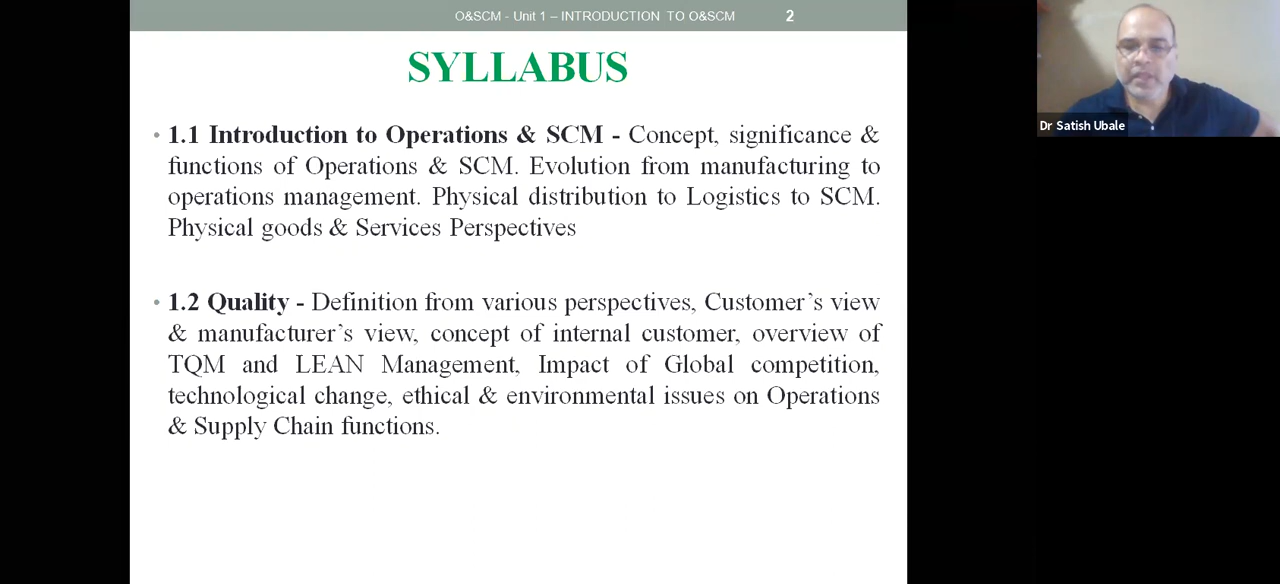 O&SCM - Unit 1 – INTRODUCTION TO O&SCM 2
SYLLABUS
• 1.1 Introduction to Operations & SCM - Concept, significance &
functions of Operations & SCM. Evolution from manufacturing to
operations management. Physical distribution to Logistics to SCM.
Physical goods & Services Perspectives
• 1.2 Quality - Definition from various perspectives, Customer’s view
& manufacturer’s view, concept of internal customer, overview of
TQM and LEAN Management, Impact of Global competition,
technological change, ethical & environmental issues on Operations
& Supply Chain functions.
Dr Satish Ubale